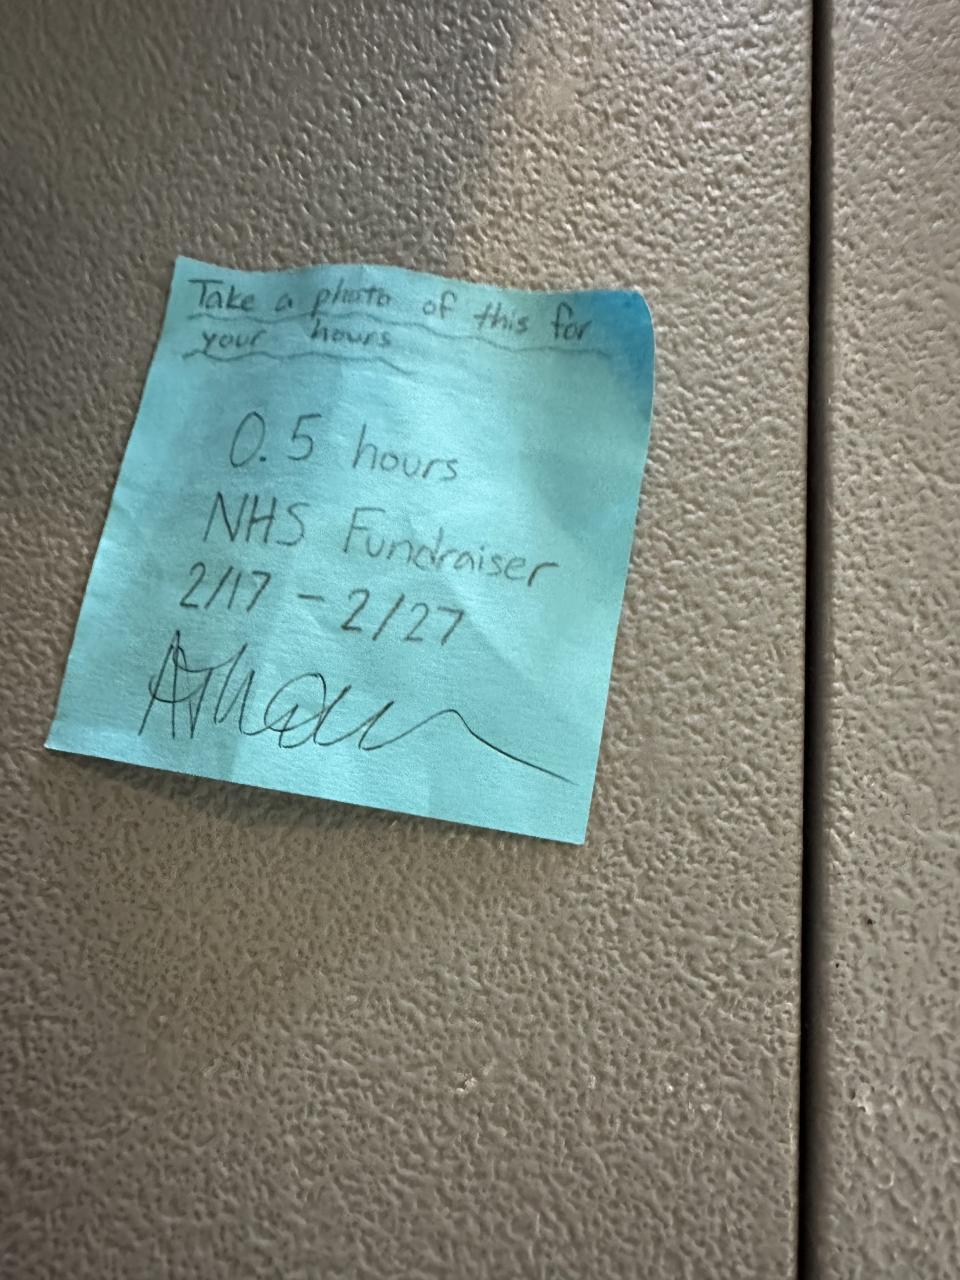 Take a photo of this for
your hours
0.5 hours
NHS Fundraiser
2/17 - 2/27